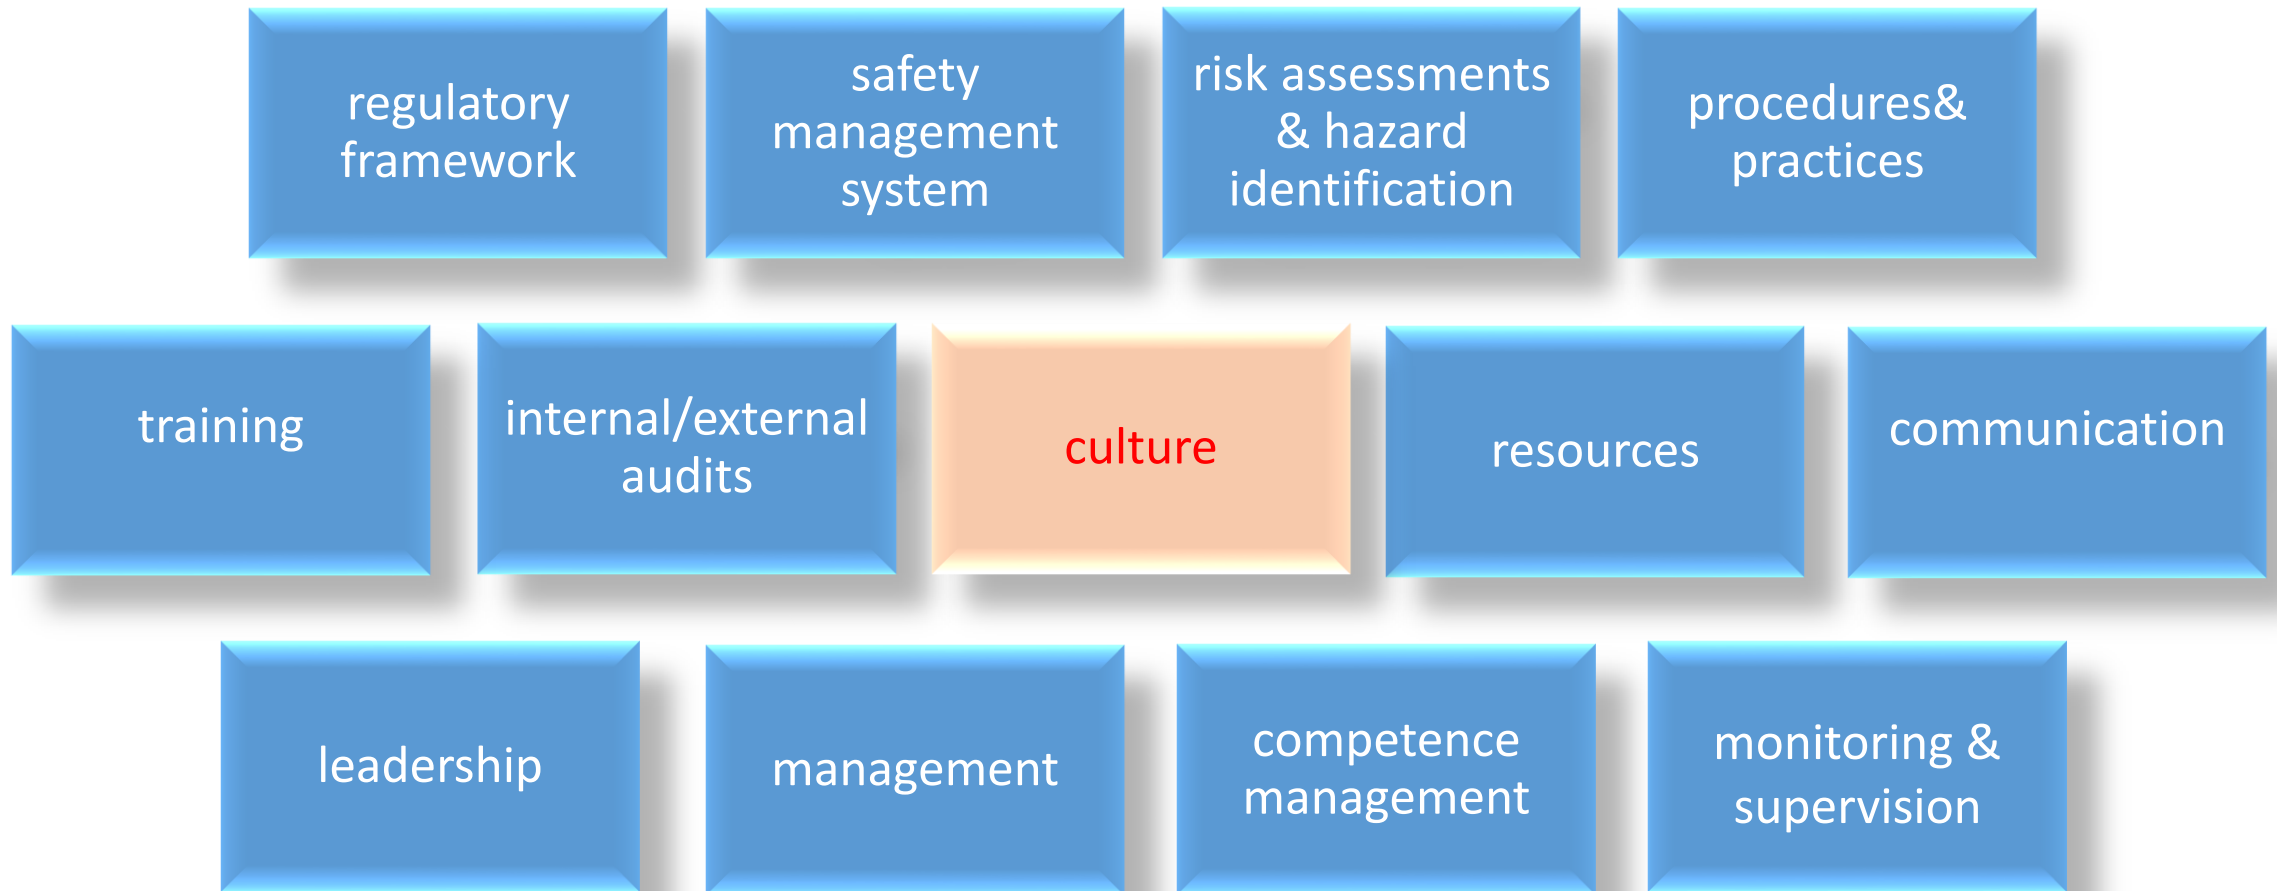 regulatory
framework
safety
management
system
risk assessments
& hazard
identification
procedures&
practices
training
internal/external
audits
culture
resources
communication
leadership
management
competence
management
monitoring &
supervision